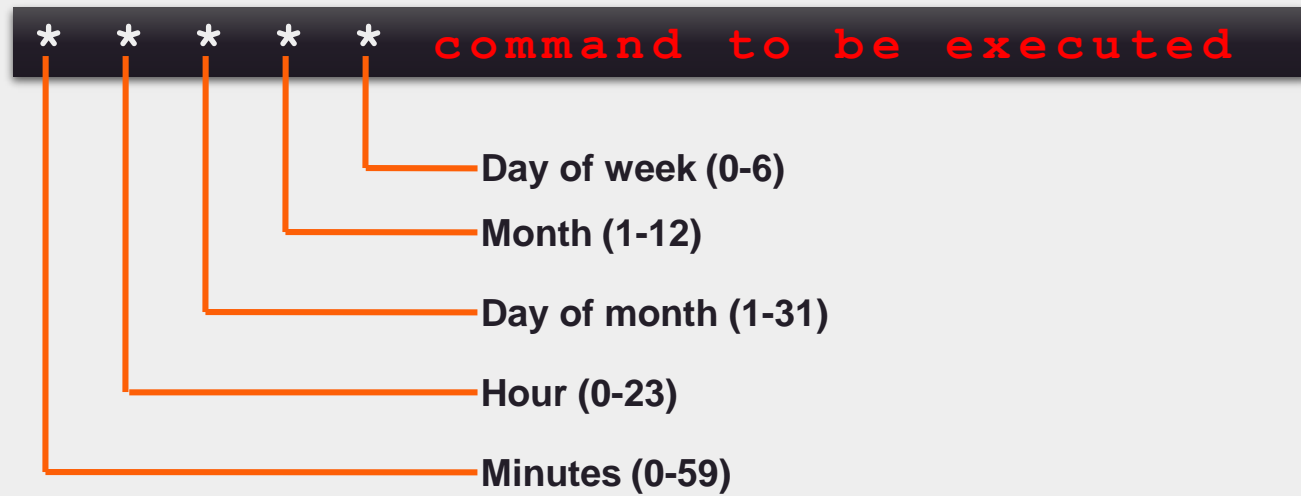 * * * * * command to be executed
Day of week (0-6)
Month (1-12)
Day of month (1-31)
Hour (0-23)
Minutes (0-59)